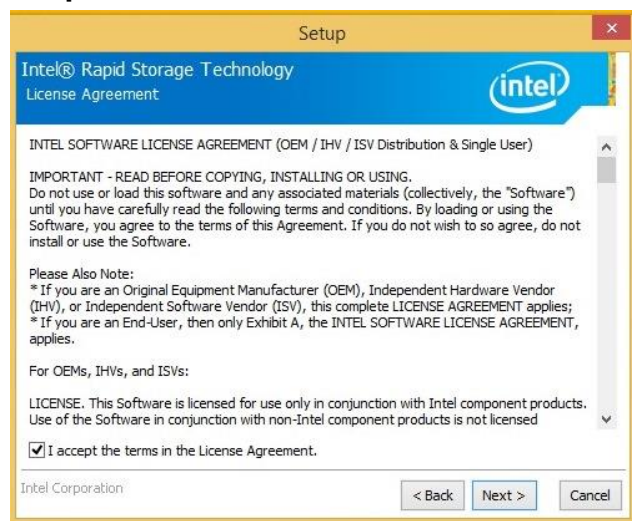 Setup
Intel® Rapid Storage Technology
License Agreement
intel
INTEL SOFTWARE LICENSE AGREEMENT (OEM / IHV / ISV Distribution & Single User)
IMPORTANT - READ BEFORE COPYING, INSTALLING OR USING.
Do not use or load this software and any associated materials (collectively, the "Software")
until you have carefully read the following terms and conditions. By loading or using the
Software, you agree to the terms of this Agreement. If you do not wish to so agree, do not
install or use the Software.
Please Also Note:
* If you are an Original Equipment Manufacturer (OEM), Independent Hardware Vendor
(IHV), or Independent Software Vendor (ISV), this complete LICENSE AGREEMENT applies;
* If you are an End-User, then only Exhibit A, the INTEL SOFTWARE LICENSE AGREEMENT,
applies.
For OEMs, IHVs, and ISVs:
LICENSE. This Software is licensed for use only in conjunction with Intel component products.
Use of the Software in conjunction with non-Intel component products is not licensed
I accept the terms in the License Agreement.
Intel Corporation
< Back Next > Cancel